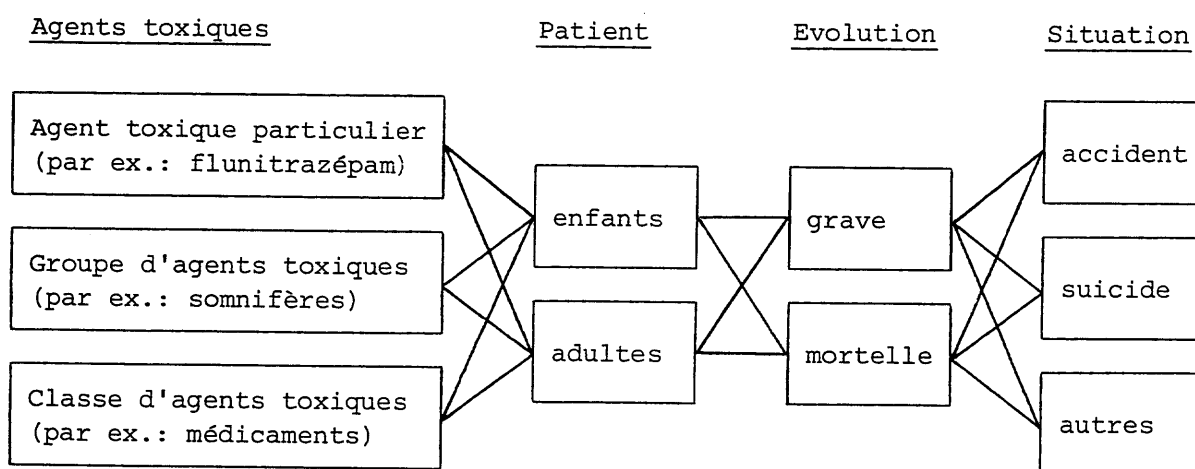 Agents toxiques
Patient
Evolution
Situation
Agent toxique particulier
(par ex.: flunitrazépam)
Groupe d'agents toxiques
(par ex.: somnifères)
Classe d'agents toxiques
(par ex.: médicaments)
enfants
adultes
grave
mortelle
accident
suicide
autres